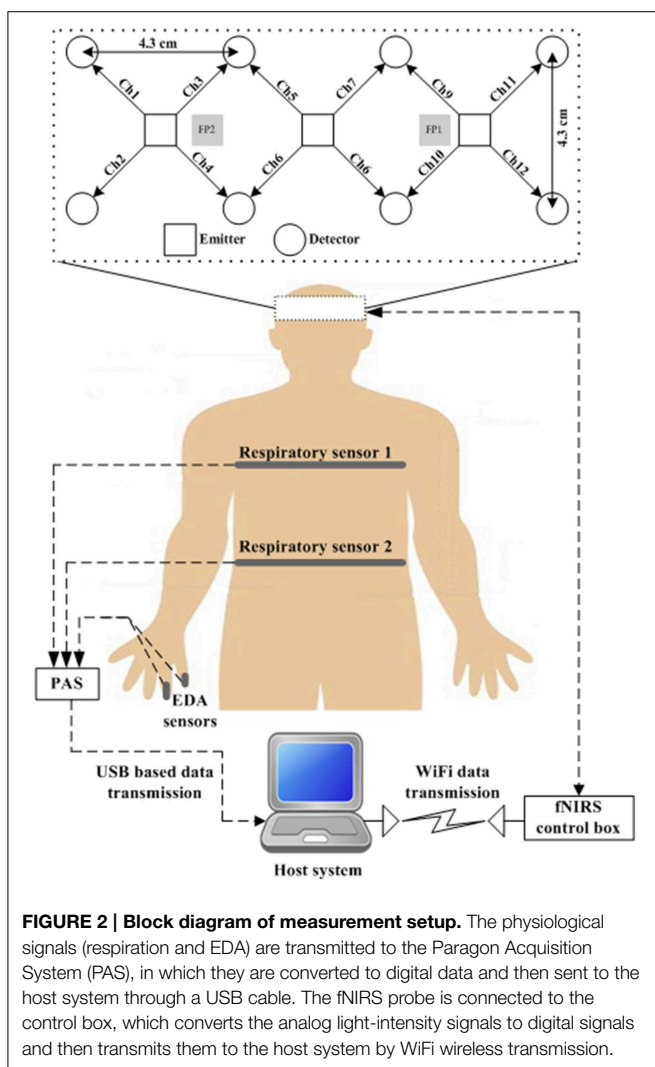 4.3 cm
Ch1
Ch3
Ch5
Ch7
Ch9
Ch11
FP2
FP1
4.3 cm
Ch2
Ch4
Ch6
Ch6
Ch10
Ch12
Emitter
Detector
Respiratory sensor 1
Respiratory sensor 2
PAS
EDA
sensors
USB based data
transmission
WiFi data
transmission
fNIRS
control box
Host system
FIGURE 2 | Block diagram of measurement setup. The physiological
signals (respiration and EDA) are transmitted to the Paragon Acquisition
System (PAS), in which they are converted to digital data and then sent to the
host system through a USB cable. The fNIRS probe is connected to the
control box, which converts the analog light-intensity signals to digital signals
and then transmits them to the host system by WiFi wireless transmission.